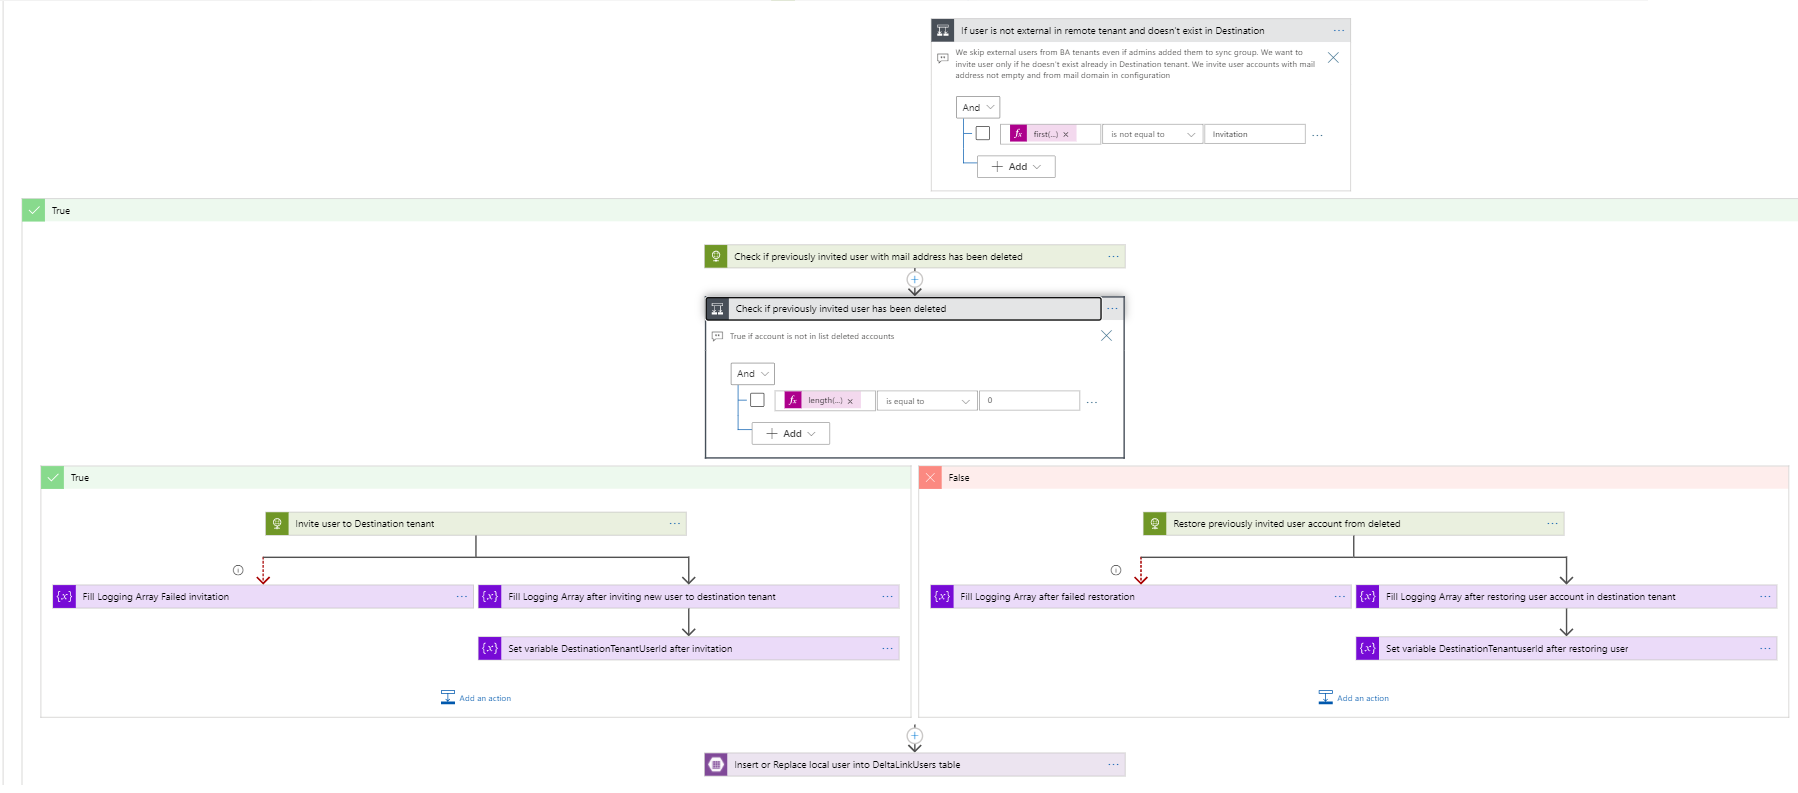 If user is not external in remote tenant and doesn't exist in Destination
We skip external users from BA tenants even if admins added them to sync group. We want to
invite user only if he doesn't exist already in Destination tenant. We invite user accounts with mail
address not empty and from mail domain in configuration
And
fx first(...) × is not equal to Invitation
+ Add
True
Check if previously invited user with mail address has been deleted
Check if previously invited user has been deleted
True if account is not in list deleted accounts
And
fx length(...) × is equal to 0
+ Add
True
False
Invite user to Destination tenant
Restore previously invited user account from deleted
{x} Fill Logging Array Failed invitation
{x} Fill Logging Array after inviting new user to destination tenant
{x} Fill Logging Array after failed restoration
{x} Fill Logging Array after restoring user account in destination tenant
{x} Set variable DestinationTenantUserId after invitation
{x} Set variable DestinationTenantuserId after restoring user
Add an action
Add an action
Insert or Replace local user into DeltaLinkUsers table